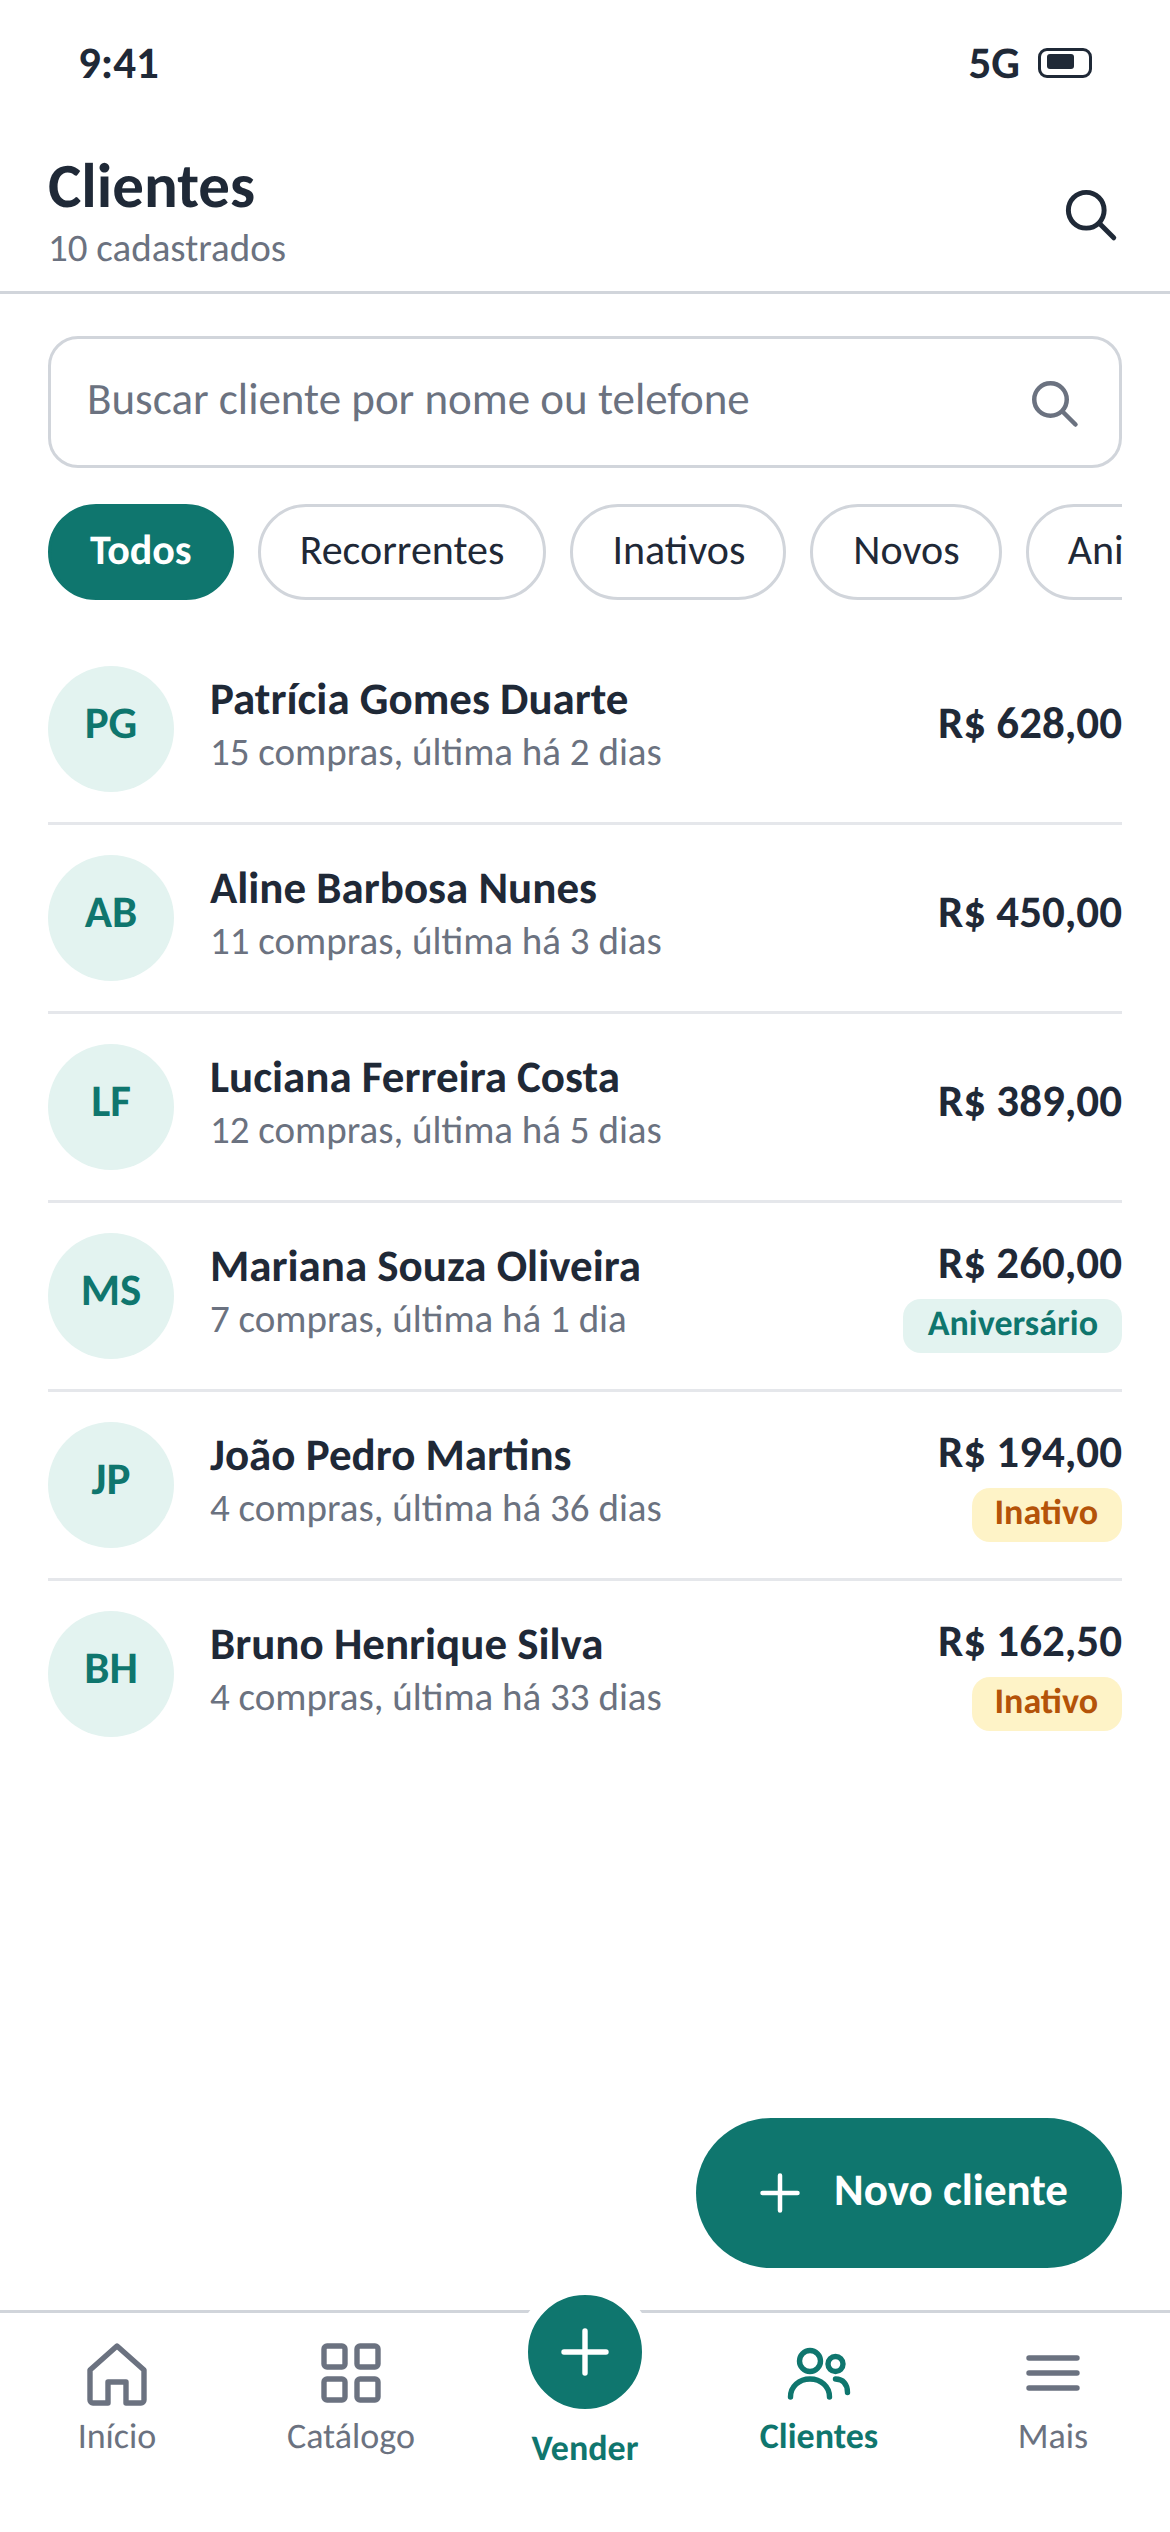 9:41
5G
Clientes
10 cadastrados
Buscar cliente por nome ou telefone
Todos
Recorrentes
Inativos
Novos
Ani
PG
Patrícia Gomes Duarte
15 compras, última há 2 dias
R$ 628,00
AB
Aline Barbosa Nunes
11 compras, última há 3 dias
R$ 450,00
LF
Luciana Ferreira Costa
12 compras, última há 5 dias
R$ 389,00
MS
Mariana Souza Oliveira
7 compras, última há 1 dia
R$ 260,00
Aniversário
JP
João Pedro Martins
4 compras, última há 36 dias
R$ 194,00
Inativo
BH
Bruno Henrique Silva
4 compras, última há 33 dias
R$ 162,50
Inativo
Novo cliente
Início
Catálogo
Vender
Clientes
Mais